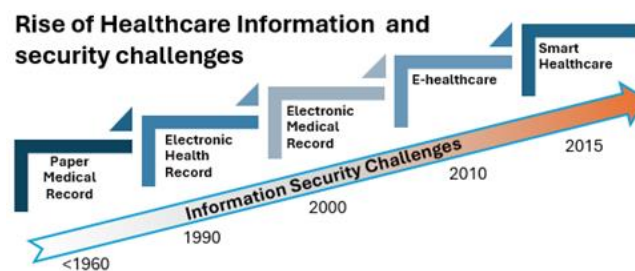 Rise of Healthcare Information and
security challenges
Paper
Medical
Record
Electronic
Health
Record
Electronic
Medical
Record
E-healthcare
Smart
Healthcare
Information Security Challenges
<1960
1990
2000
2010
2015